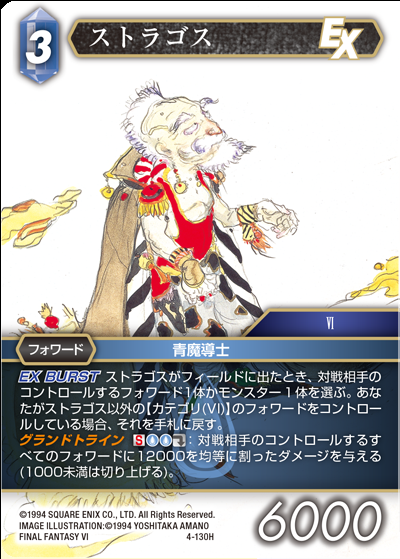 3
ストラゴス
EX
VI
フォワード
青魔導士
EX BURST ストラゴスがフィールドに出たとき、対戦相手の
コントロールするフォワード1体かモンスター1体を選ぶ。あな
たがストラゴス以外の【カテゴリ(VI)】のフォワードをコントロー
ルしている場合、それを手札に戻す。
グランドトライン S：対戦相手のコントロールするす
べてのフォワードに12000を均等に割ったダメージを与える
(1000未満は切り上げる)。
©1994 SQUARE ENIX CO., LTD. All Rights Reserved.
IMAGE ILLUSTRATION:©1994 YOSHITAKA AMANO
FINAL FANTASY VI
4-130H
6000